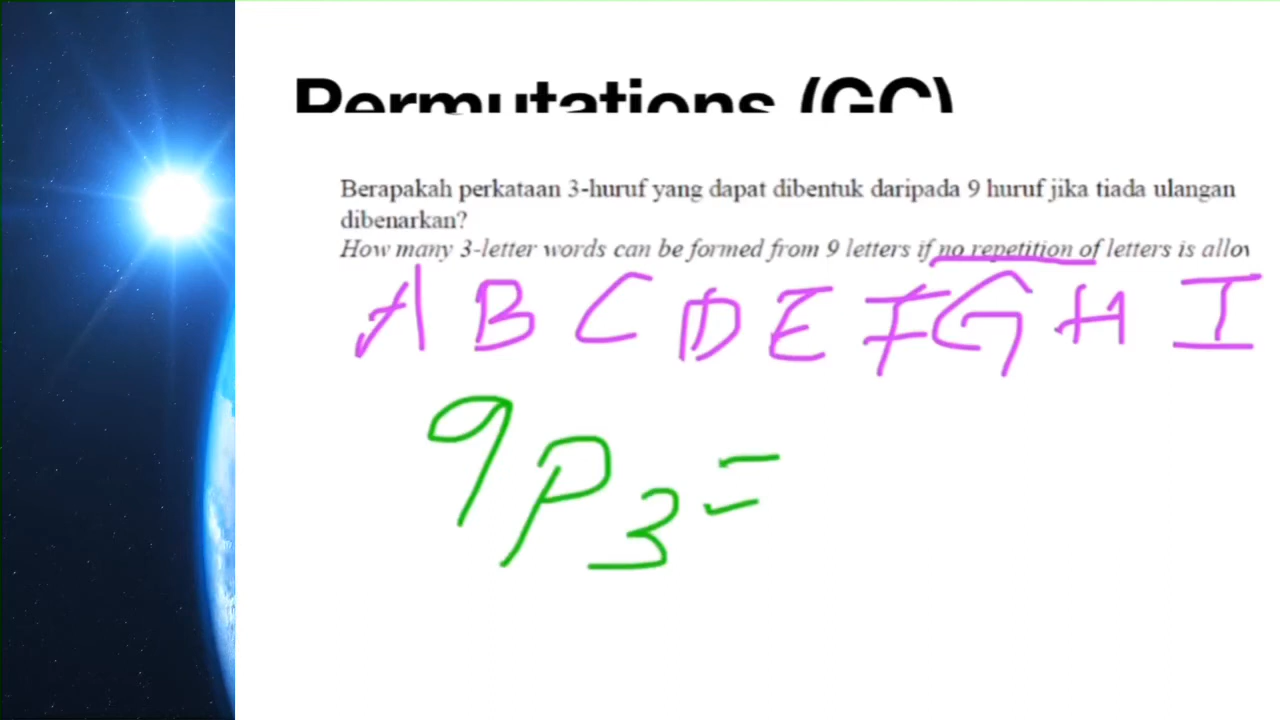 Permutations (GC)
Berapakah perkataan 3-huruf yang dapat dibentuk daripada 9 huruf jika tiada ulangan
dibenarkan?
How many 3-letter words can be formed from 9 letters if no repetition of letters is allow
A B C D E F G H I
9P3=